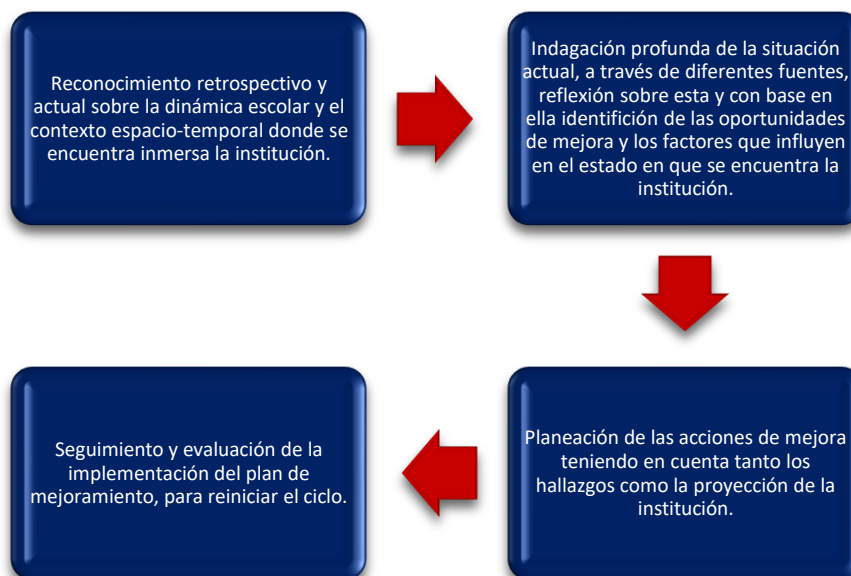 Reconocimiento retrospectivo y
actual sobre la dinámica escolar y el
contexto espacio-temporal donde se
encuentra inmersa la institución.
Indagación profunda de la situación
actual, a través de diferentes fuentes,
reflexión sobre esta y con base en
ella identifición de las oportunidades
de mejora y los factores que influyen
en el estado en que se encuentra la
institución.
Planeación de las acciones de mejora
teniendo en cuenta tanto los
hallazgos como la proyección de la
institución.
Seguimiento y evaluación de la
implementación del plan de
mejoramiento, para reiniciar el ciclo.